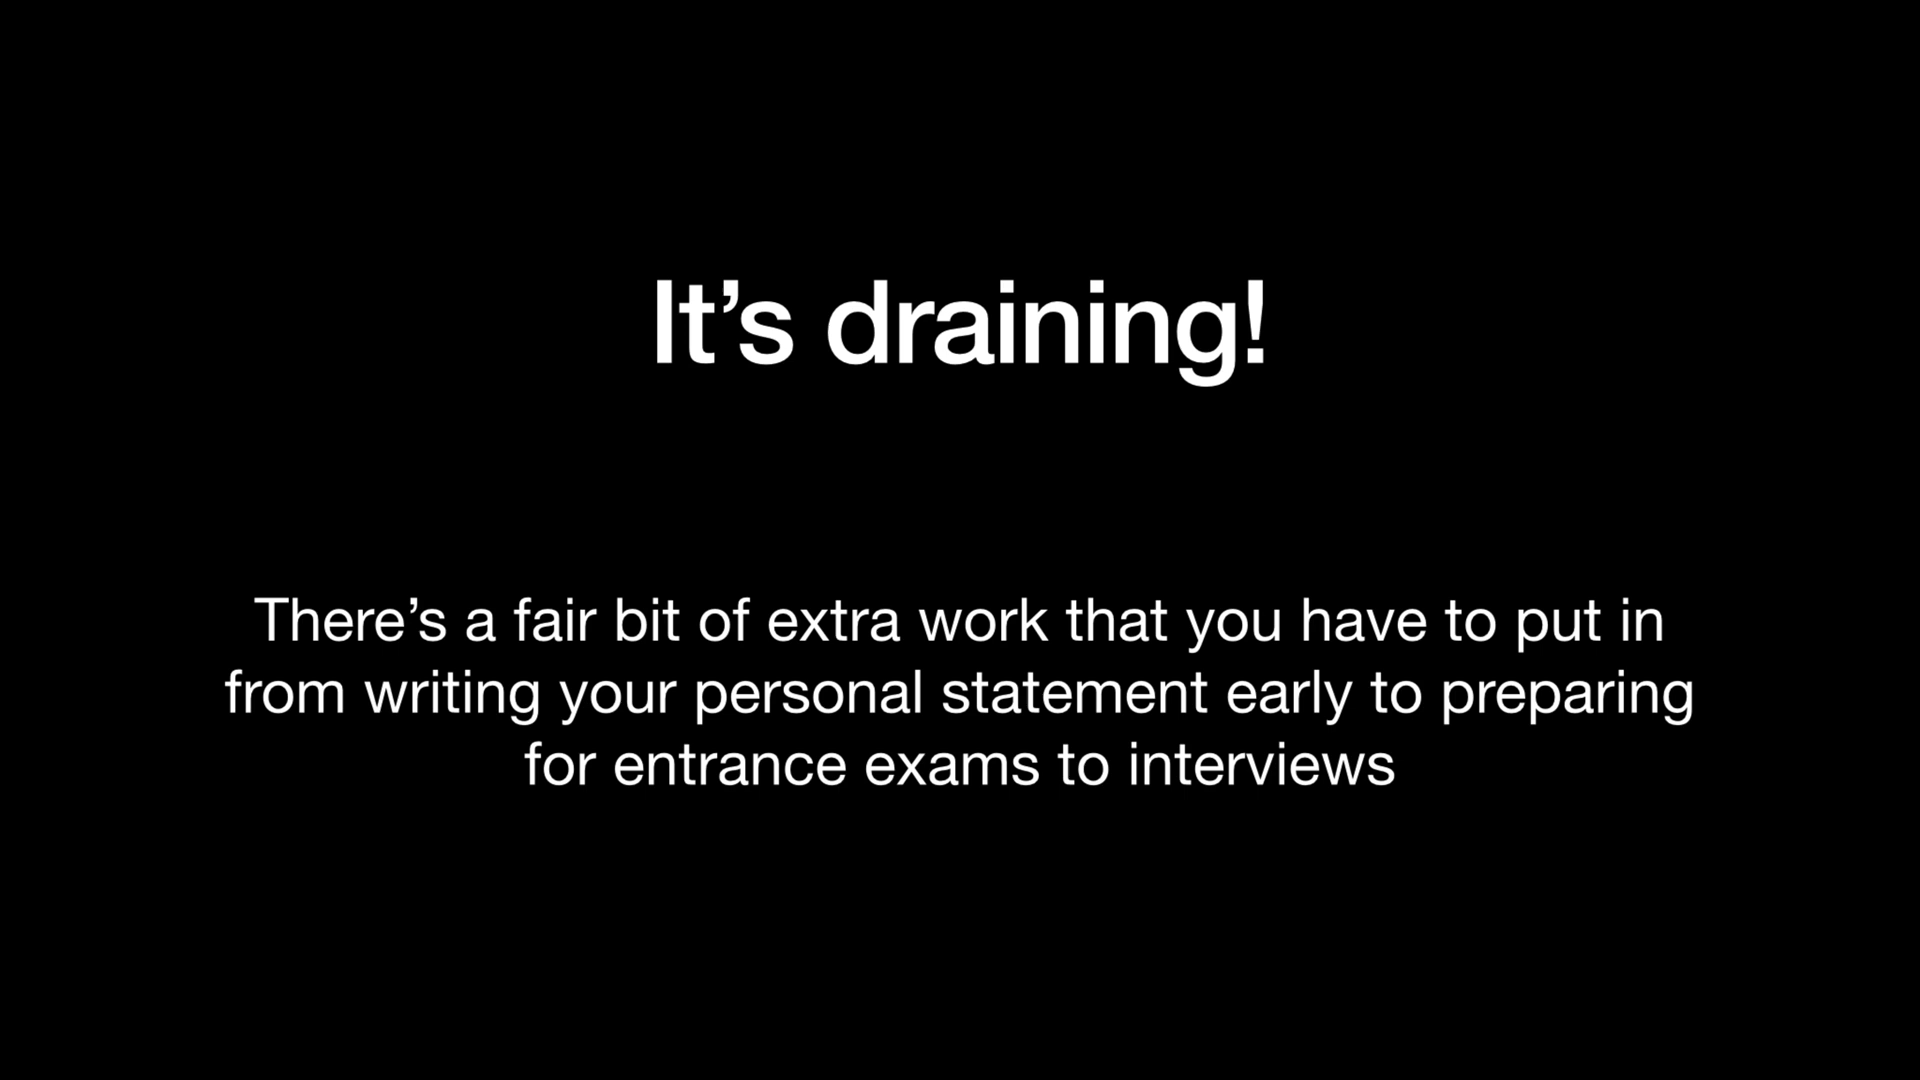 It’s draining!
There’s a fair bit of extra work that you have to put in
from writing your personal statement early to preparing
for entrance exams to interviews